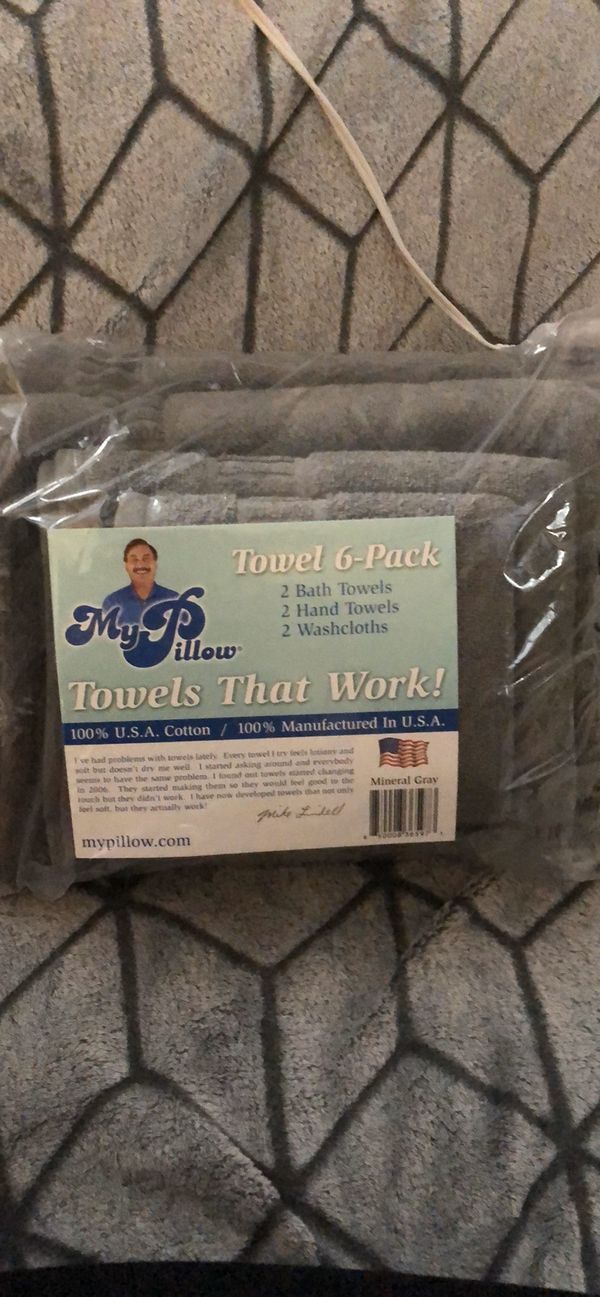 Towel 6-Pack
2 Bath Towels
2 Hand Towels
2 Washcloths
MyPillow®
Towels That Work!
100% U.S.A. Cotton / 100% Manufactured In U.S.A.
I've had problems with towels lately. Every towel I try feels lotiony and
soft but doesn't dry me well. I started asking around and everybody
seems to have the same problem. I found out towels started changing
in 2006. They started making them so they would feel good to the
touch but they didn't work. I have now developed towels that not only
feel soft, but they actually work!
Mike Lindell
Mineral Gray
mypillow.com